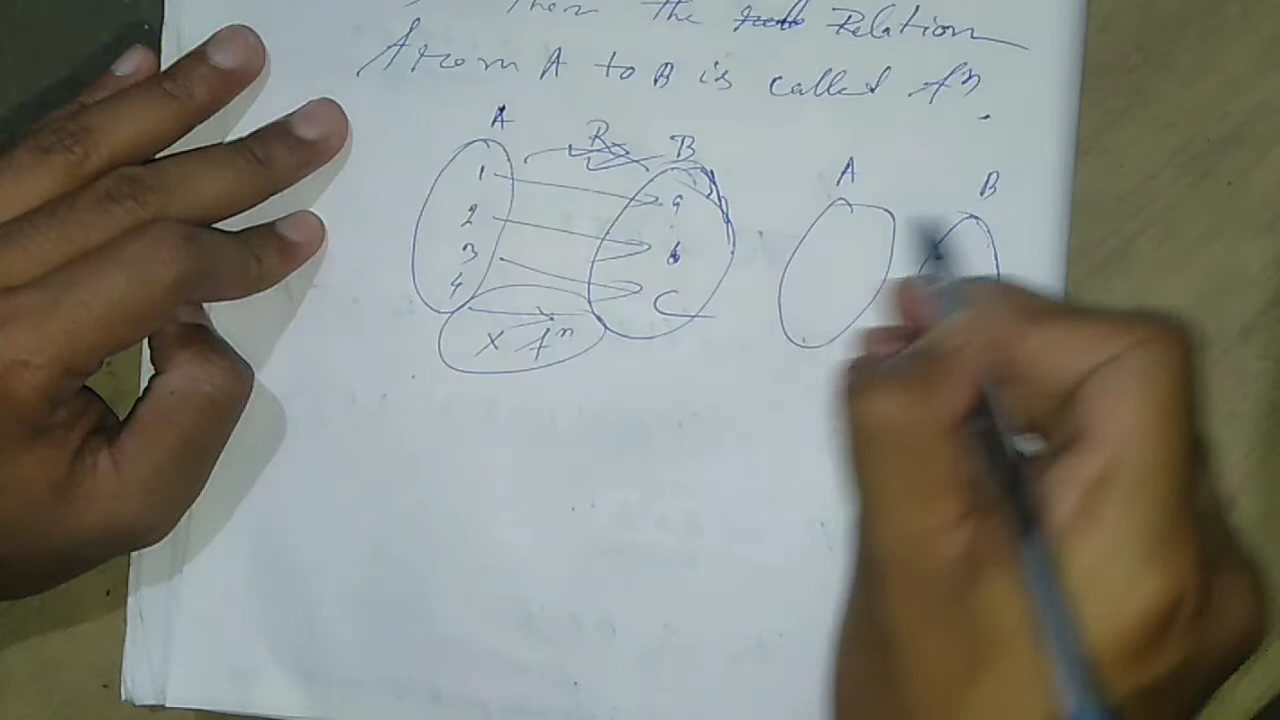 Then the Relation
from A to B is called fn.
A R B
A B
1 a
2 b
3
4 C
X fn